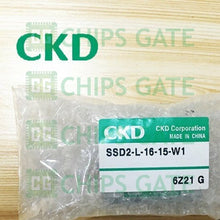 CKD
CHIPS GATE
CHIPS GATE
CKD
CKD Corporation
MADE IN CHINA
SSD2-L-16-15-W1
6Z21 G
CHIPS GATE